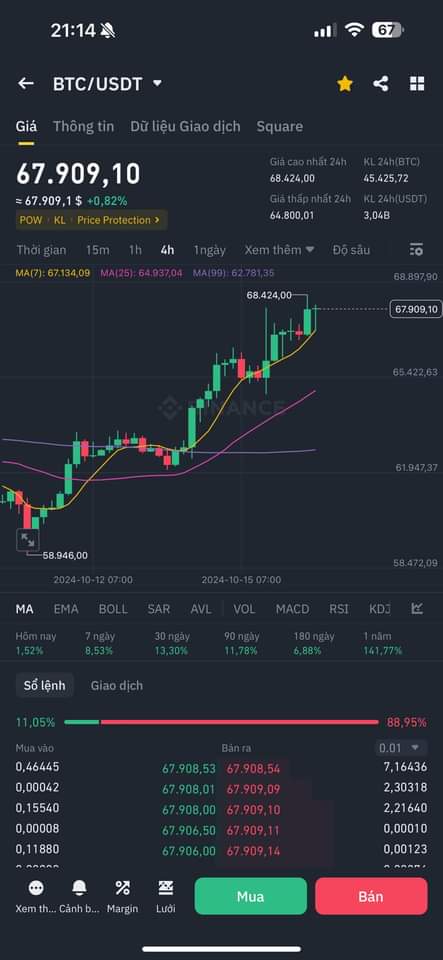 21:14 67
BTC/USDT
Giá Thông tin Dữ liệu Giao dịch Square
67.909,10
≈ 67.909,1 $ +0,82%
POW · KL · Price Protection >
Giá cao nhất 24h KL 24h(BTC)
68.424,00 45.425,72
Giá thấp nhất 24h KL 24h(USDT)
64.800,01 3,04B
Thời gian 15m 1h 4h 1ngày Xem thêm Độ sâu
MA(7): 67.134,09 MA(25): 64.937,04 MA(99): 62.781,35
68.897,90
68.424,00
67.909,10
65.422,63
BINANCE
61.947,37
58.946,00
58.472,09
2024-10-12 07:00 2024-10-15 07:00
MA EMA BOLL SAR AVL VOL MACD RSI KDJ
Hôm nay 7 ngày 30 ngày 90 ngày 180 ngày 1 năm
1,52% 8,53% 13,30% 11,78% 6,88% 141,77%
Sổ lệnh Giao dịch
11,05% 88,95%
Mua vào Bán ra 0.01
0,46445 67.908,53 67.908,54 7,16436
0,00042 67.908,01 67.909,09 2,30318
0,15540 67.908,00 67.909,10 2,21640
0,00008 67.906,50 67.909,11 0,00010
0,11880 67.906,00 67.909,14 0,00123
Xem th... Cảnh b... Margin Lưới Mua Bán